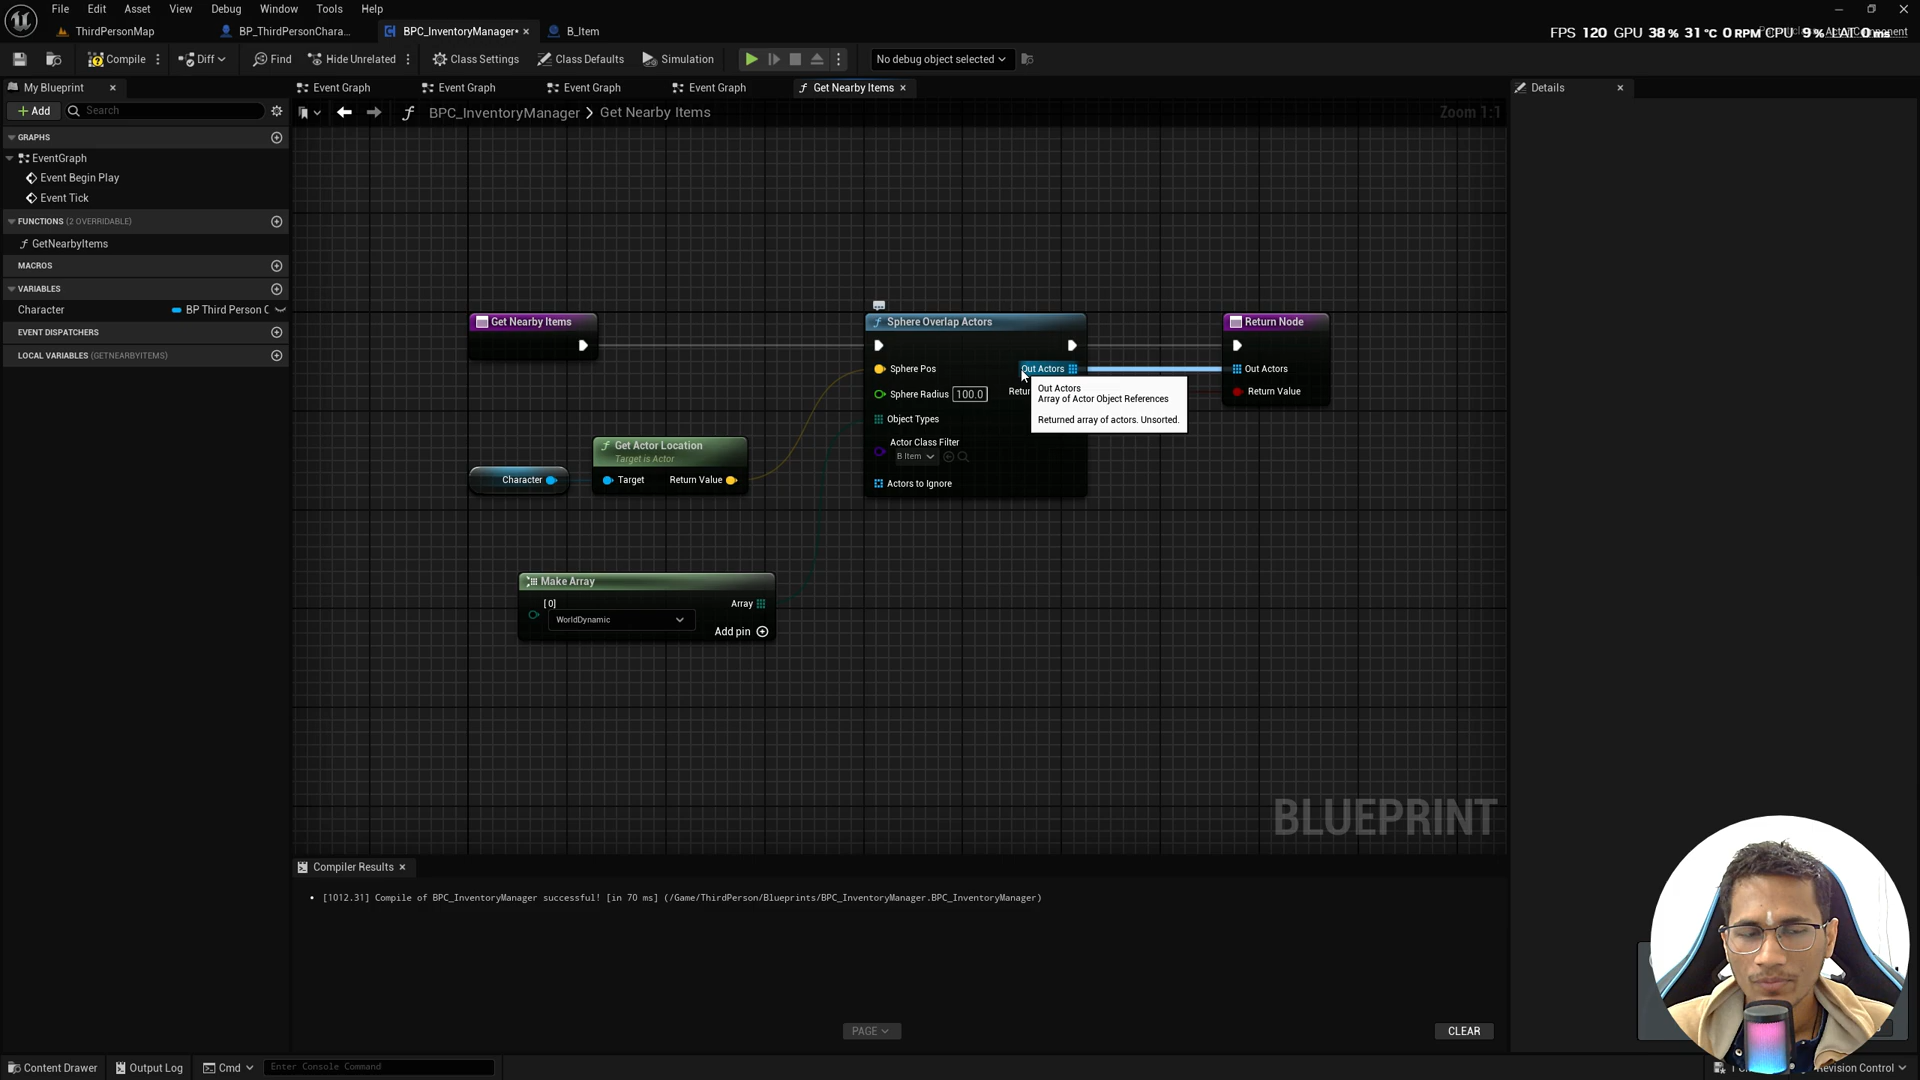 File Edit View Asset Debug Window Tools Help
ThirdPersonMap
BP_ThirdPersonChara...
BPC_InventoryManager*
B_Item
FPS 120 GPU 38 % 31 °C 0 RPM CPU 9 % LAT 0 ms
Compile
Diff
Find
Hide Unrelated
Class Settings
Class Defaults
Simulation
No debug object selected
My Blueprint
Event Graph
Event Graph
Event Graph
Event Graph
Get Nearby Items
Details
Add
Search
BPC_InventoryManager > Get Nearby Items
Zoom 1:1
GRAPHS
EventGraph
Event Begin Play
Event Tick
FUNCTIONS (2 OVERRIDABLE)
GetNearbyItems
MACROS
VARIABLES
Character
BP Third Person C
EVENT DISPATCHERS
LOCAL VARIABLES (GETNEARBYITEMS)
Get Nearby Items
Sphere Overlap Actors
Sphere Pos
Out Actors
Sphere Radius 100.0
Retur
Object Types
Actor Class Filter
B Item
Actors to Ignore
Out Actors
Array of Actor Object References
Returned array of actors. Unsorted.
Return Node
Out Actors
Return Value
Get Actor Location
Target is Actor
Character
Target
Return Value
Make Array
[0]
Array
WorldDynamic
Add pin
BLUEPRINT
Compiler Results
• [1012.31] Compile of BPC_InventoryManager successful! [in 70 ms] (/Game/ThirdPerson/Blueprints/BPC_InventoryManager.BPC_InventoryManager)
PAGE
CLEAR
Content Drawer
Output Log
Cmd
Enter Console Command
Revision Control